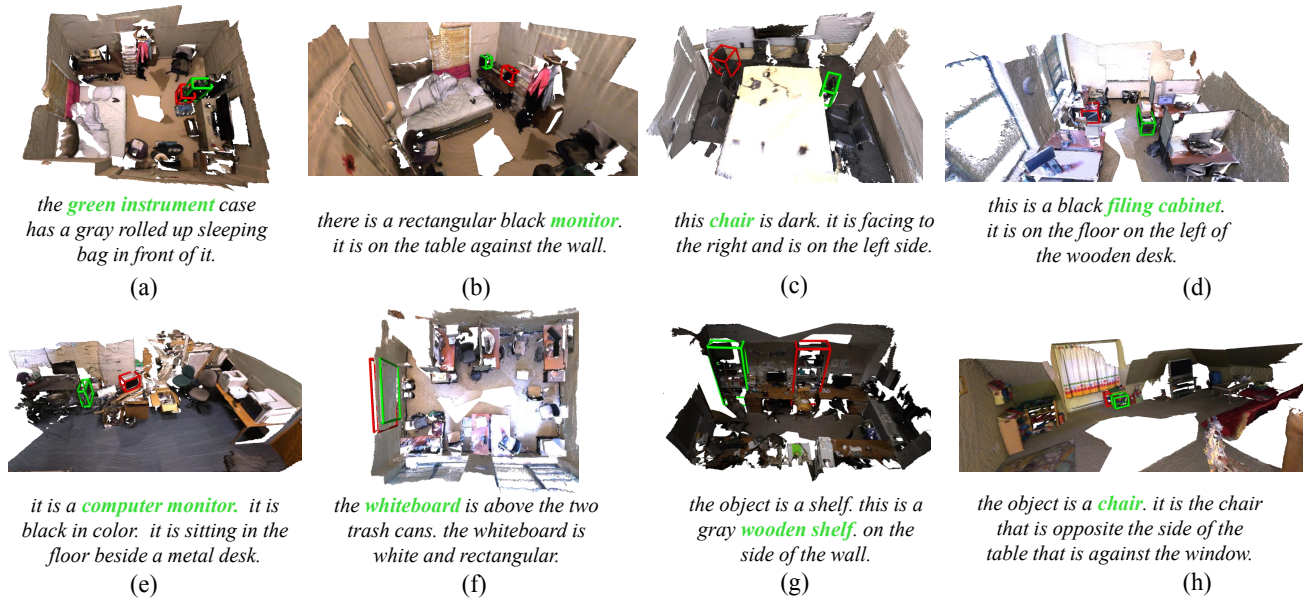 the green instrument case
has a gray rolled up sleeping
bag in front of it.
(a)
there is a rectangular black monitor.
it is on the table against the wall.
(b)
this chair is dark. it is facing to
the right and is on the left side.
(c)
this is a black filing cabinet.
it is on the floor on the left of
the wooden desk.
(d)
it is a computer monitor. it is
black in color. it is sitting in the
floor beside a metal desk.
(e)
the whiteboard is above the two
trash cans. the whiteboard is
white and rectangular.
(f)
the object is a shelf. this is a
gray wooden shelf. on the
side of the wall.
(g)
the object is a chair. it is the chair
that is opposite the side of the
table that is against the window.
(h)